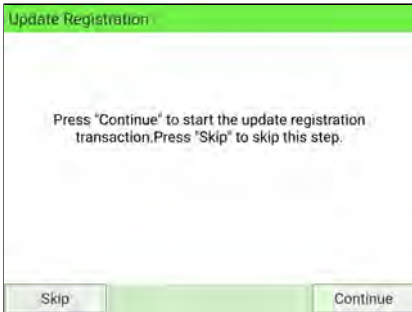 Update Registration
Press "Continue" to start the update registration
transaction.Press "Skip" to skip this step.
Skip
Continue